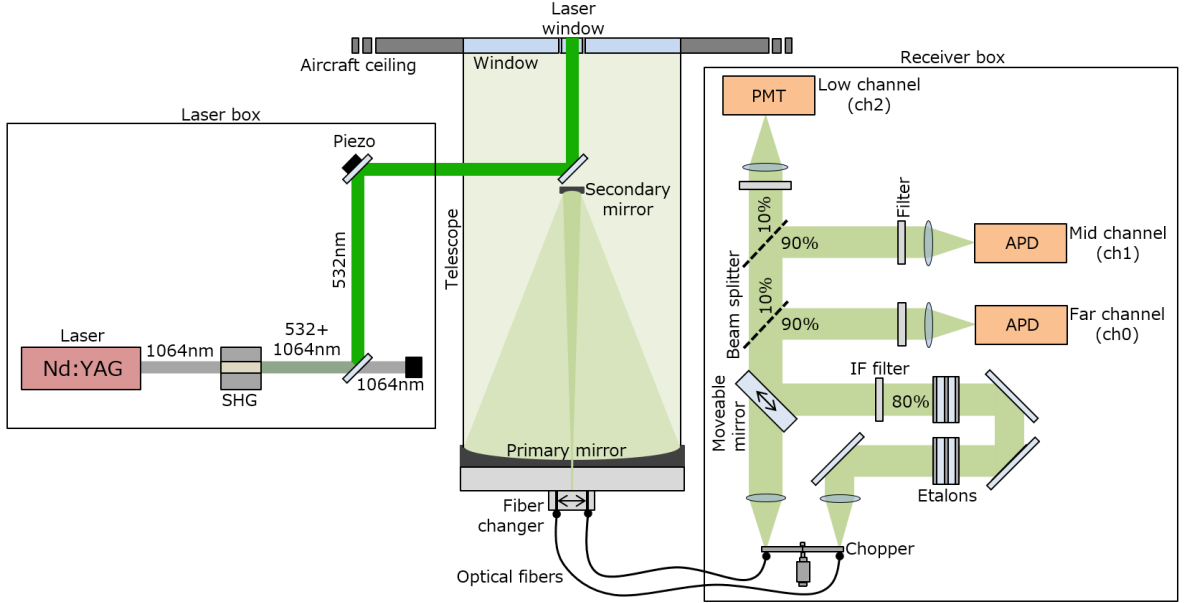 Laser
window
Aircraft ceiling
Window
Receiver box
Laser box
PMT
Low channel
(ch2)
Piezo
Secondary
mirror
10%
Filter
90%
APD
Mid channel
(ch1)
Telescope
532nm
Beam splitter
10%
90%
APD
Far channel
(ch0)
Laser
Nd:YAG
1064nm
SHG
532+
1064nm
1064nm
IF filter
80%
Moveable
mirror
Primary mirror
Etalons
Fiber
changer
Chopper
Optical fibers